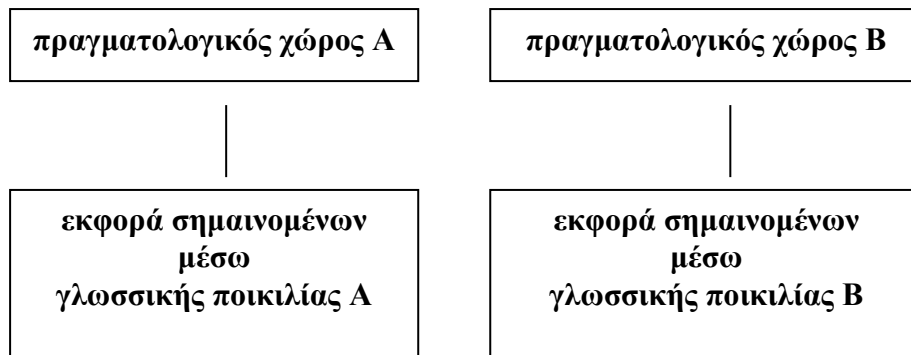 πραγματολογικός χώρος Α
πραγματολογικός χώρος Β
εκφορά σημαινομένων
μέσω
γλωσσικής ποικιλίας Α
εκφορά σημαινομένων
μέσω
γλωσσικής ποικιλίας Β